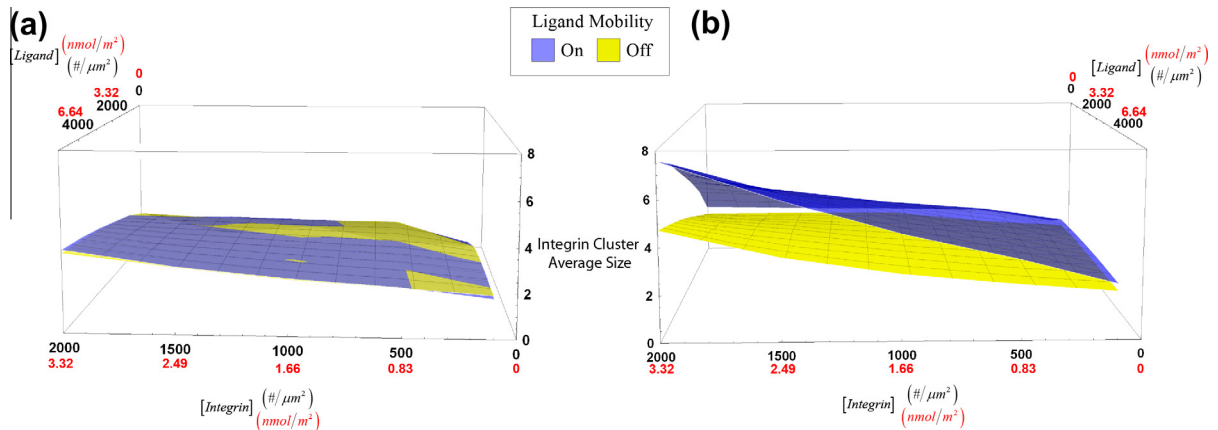 (a)
Ligand Mobility
On Off
(b)
[Ligand] (nmol/m²)
(#/μm²)
0
0
3.32
2000
6.64
4000
8
6
4
2
0
Integrin Cluster
Average Size
2000 1500 1000 500 0
3.32 2.49 1.66 0.83 0
[Integrin] (#/μm²)
(nmol/m²)
[Ligand] (nmol/m²)
(#/μm²)
0
0
3.32
2000
6.64
4000
8
6
4
2
0
2000 1500 1000 500 0
3.32 2.49 1.66 0.83 0
[Integrin] (#/μm²)
(nmol/m²)